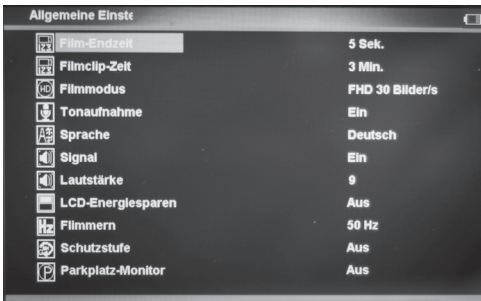 Allgemeine Einste
Film-Endzeit 5 Sek.
Filmclip-Zeit 3 Min.
Filmmodus FHD 30 Bilder/s
Tonaufnahme Ein
Sprache Deutsch
Signal Ein
Lautstärke 9
LCD-Energiesparen Aus
Flimmern 50 Hz
Schutzstufe Aus
Parkplatz-Monitor Aus